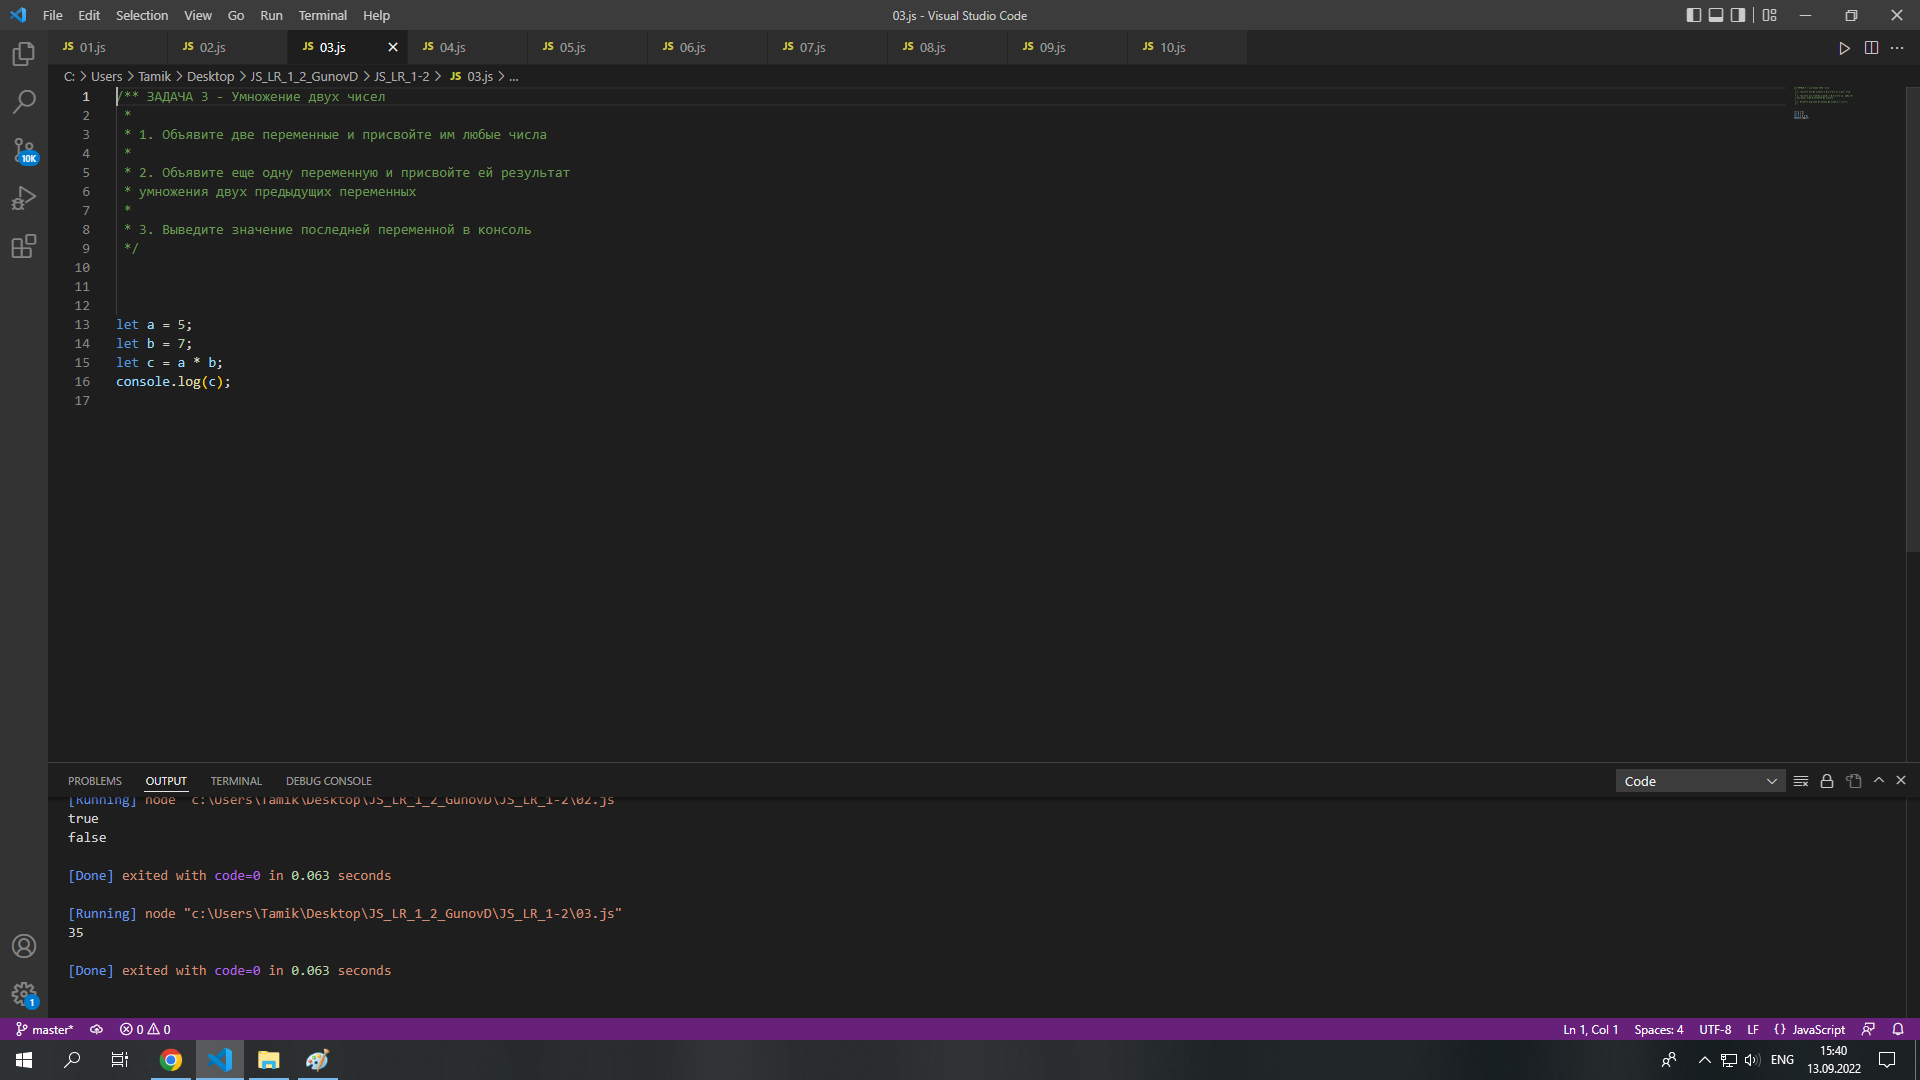 File Edit Selection View Go Run Terminal Help
03.js - Visual Studio Code
JS 01.js JS 02.js JS 03.js JS 04.js JS 05.js JS 06.js JS 07.js JS 08.js JS 09.js JS 10.js
C: > Users > Tamik > Desktop > JS_LR_1_2_GunovD > JS_LR_1-2 > JS 03.js > ...
10K
1 /** ЗАДАЧА 3 - Умножение двух чисел
2 *
3 * 1. Объявите две переменные и присвойте им любые числа
4 *
5 * 2. Объявите еще одну переменную и присвойте ей результат
6 * умножения двух предыдущих переменных
7 *
8 * 3. Выведите значение последней переменной в консоль
9 */
10
11
12
13 let a = 5;
14 let b = 7;
15 let c = a * b;
16 console.log(c);
17
PROBLEMS OUTPUT TERMINAL DEBUG CONSOLE
Code
[Running] node "c:\Users\Tamik\Desktop\JS_LR_1_2_GunovD\JS_LR_1-2\02.js"
true
false
[Done] exited with code=0 in 0.063 seconds
[Running] node "c:\Users\Tamik\Desktop\JS_LR_1_2_GunovD\JS_LR_1-2\03.js"
35
[Done] exited with code=0 in 0.063 seconds
1
master* 0 0
Ln 1, Col 1 Spaces: 4 UTF-8 LF {} JavaScript
ENG
15:40
13.09.2022